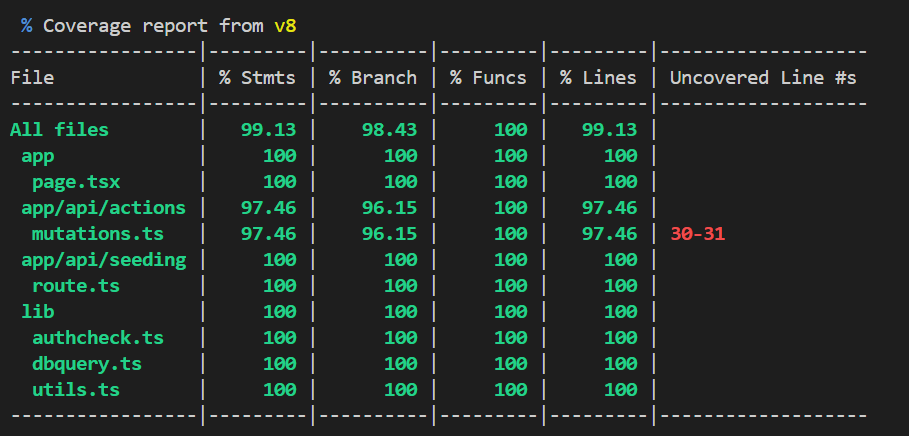 % Coverage report from v8
-----------------|---------|----------|---------|---------|-------------------
File             | % Stmts | % Branch | % Funcs | % Lines | Uncovered Line #s
-----------------|---------|----------|---------|---------|-------------------
All files        |   99.13 |    98.43 |     100 |   99.13 |
 app             |     100 |      100 |     100 |     100 |
  page.tsx       |     100 |      100 |     100 |     100 |
 app/api/actions |   97.46 |    96.15 |     100 |   97.46 |
  mutations.ts   |   97.46 |    96.15 |     100 |   97.46 | 30-31
 app/api/seeding |     100 |      100 |     100 |     100 |
  route.ts       |     100 |      100 |     100 |     100 |
 lib             |     100 |      100 |     100 |     100 |
  authcheck.ts   |     100 |      100 |     100 |     100 |
  dbquery.ts     |     100 |      100 |     100 |     100 |
  utils.ts       |     100 |      100 |     100 |     100 |
-----------------|---------|----------|---------|---------|-------------------